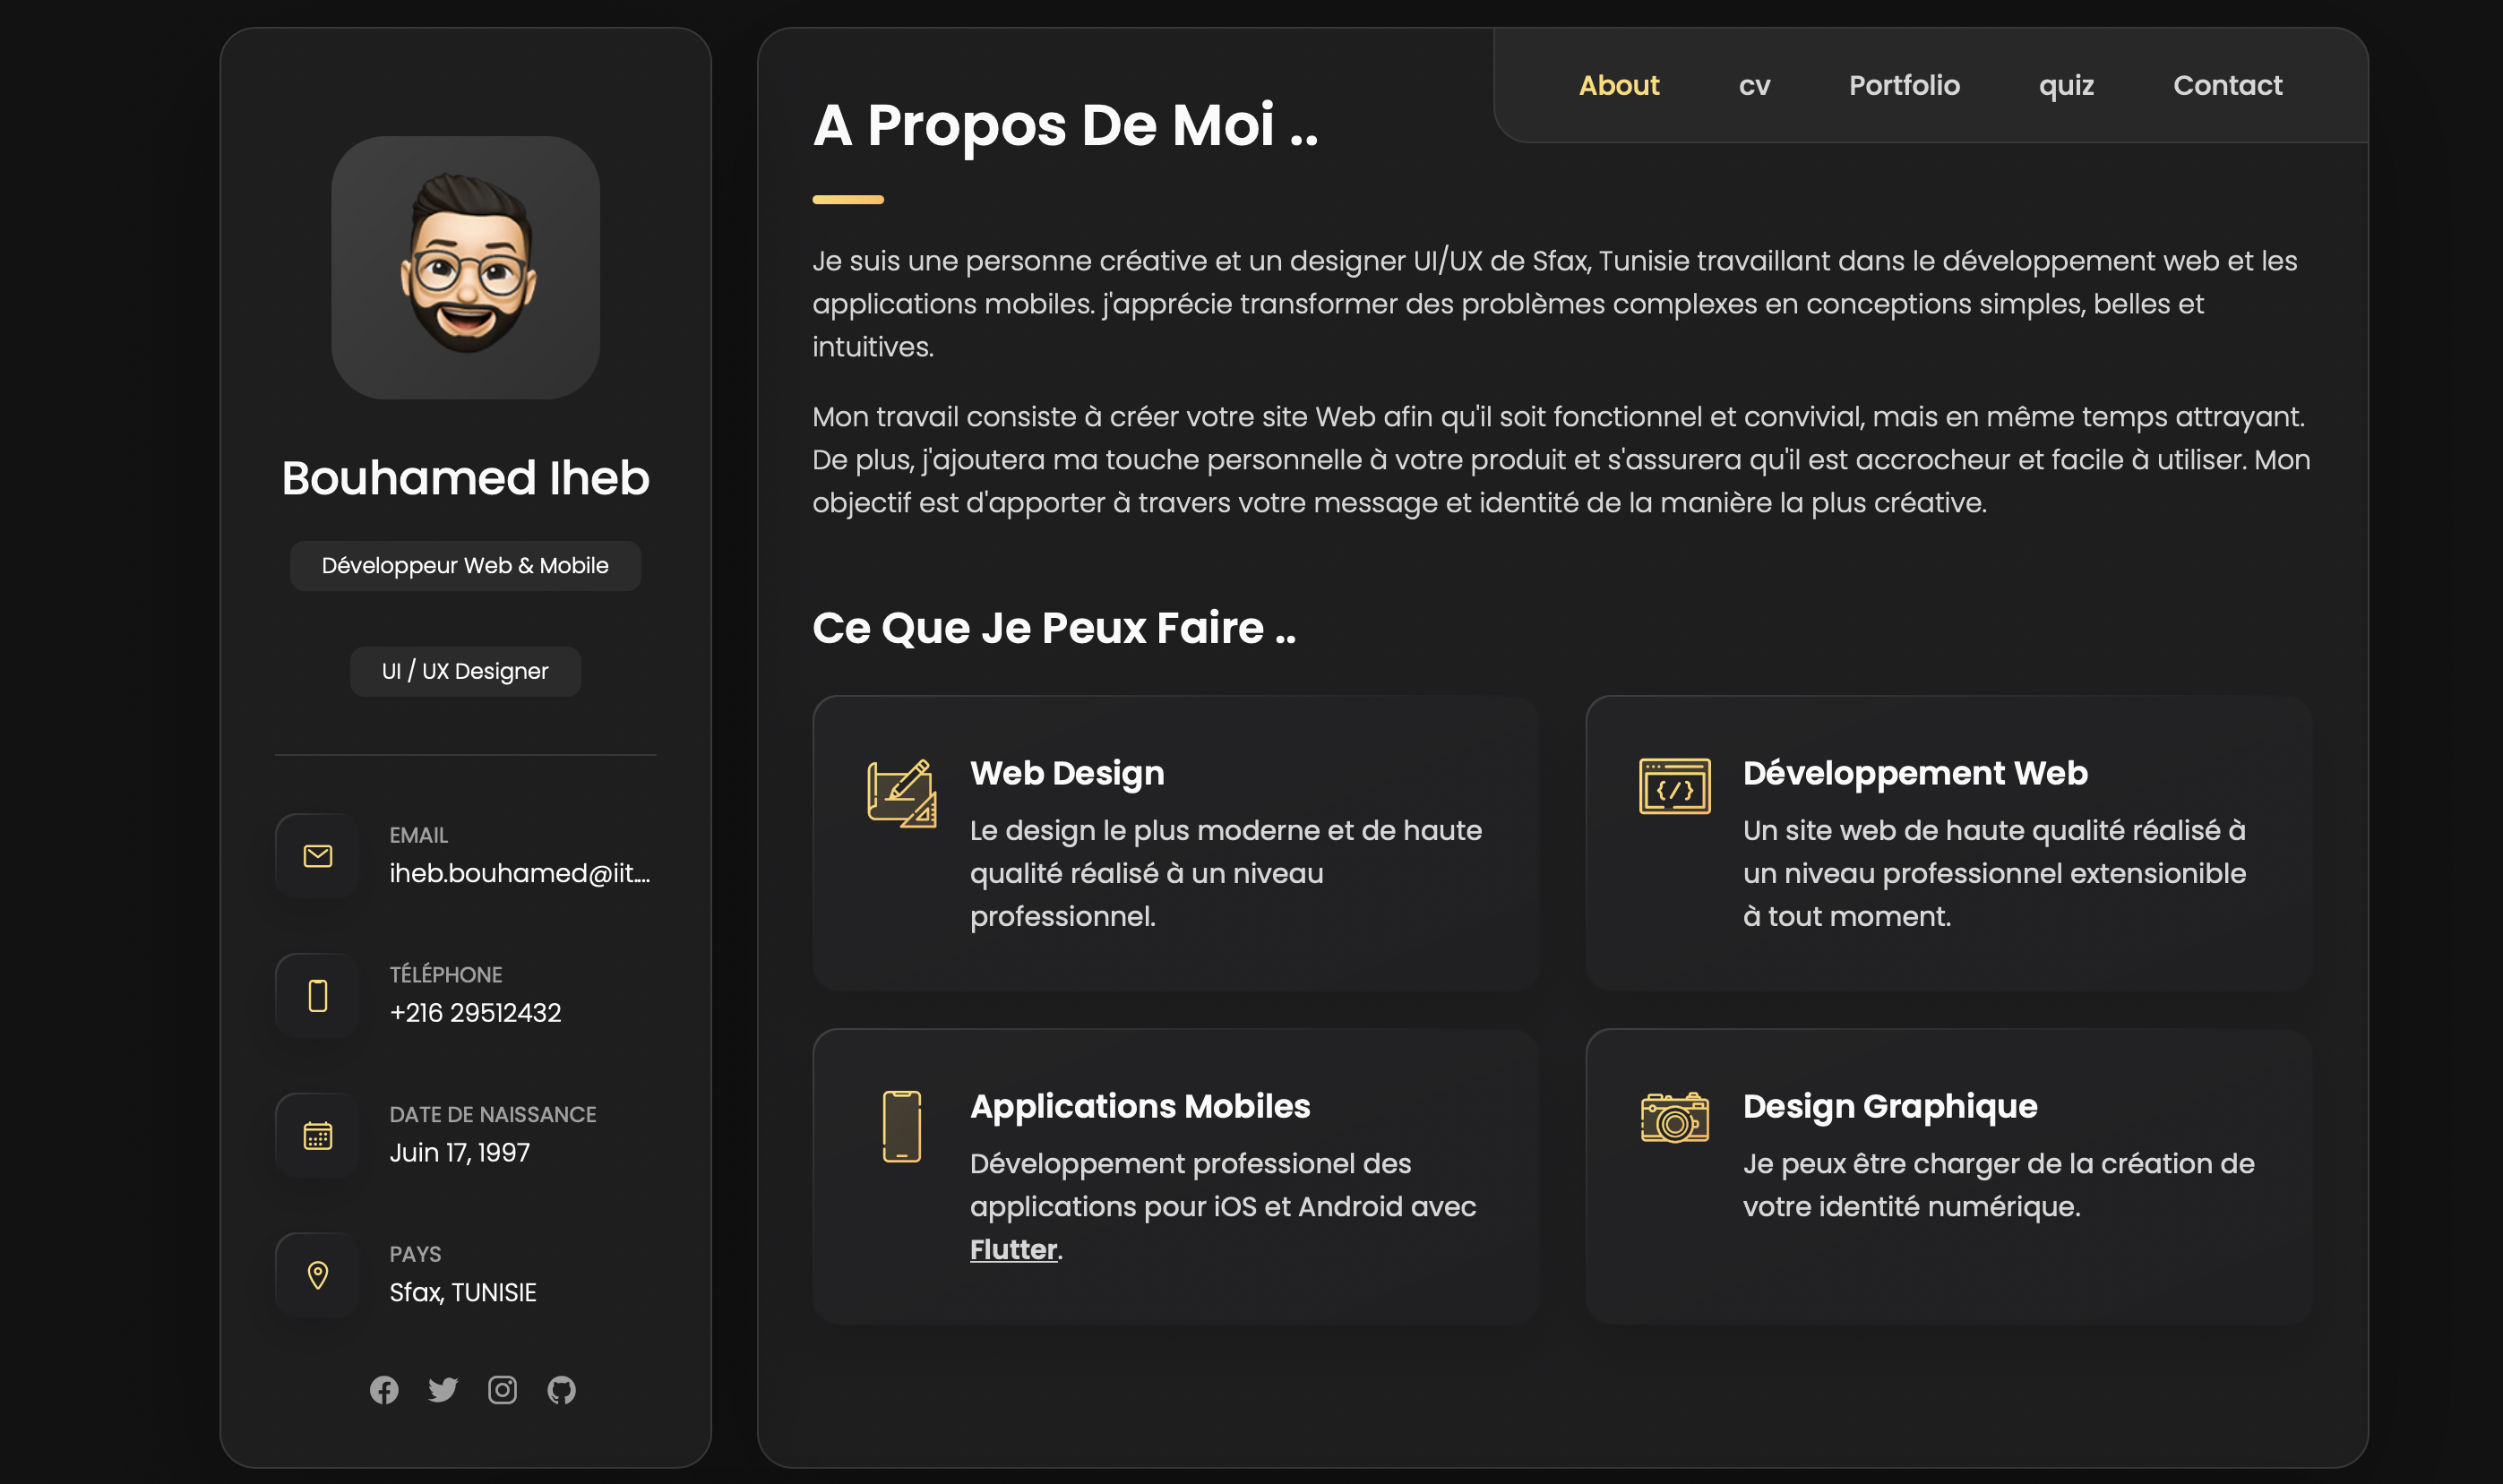 Bouhamed Iheb
Développeur Web & Mobile
UI / UX Designer
EMAIL
iheb.bouhamed@iit....
TÉLÉPHONE
+216 29512432
DATE DE NAISSANCE
Juin 17, 1997
PAYS
Sfax, TUNISIE
About cv Portfolio quiz Contact
A Propos De Moi ..
Je suis une personne créative et un designer UI/UX de Sfax, Tunisie travaillant dans le développement web et les
applications mobiles. j'apprécie transformer des problèmes complexes en conceptions simples, belles et
intuitives.
Mon travail consiste à créer votre site Web afin qu'il soit fonctionnel et convivial, mais en même temps attrayant.
De plus, j'ajoutera ma touche personnelle à votre produit et s'assurera qu'il est accrocheur et facile à utiliser. Mon
objectif est d'apporter à travers votre message et identité de la manière la plus créative.
Ce Que Je Peux Faire ..
Web Design
Le design le plus moderne et de haute
qualité réalisé à un niveau
professionnel.
Développement Web
Un site web de haute qualité réalisé à
un niveau professionnel extensionible
à tout moment.
Applications Mobiles
Développement professionel des
applications pour iOS et Android avec
Flutter.
Design Graphique
Je peux être charger de la création de
votre identité numérique.